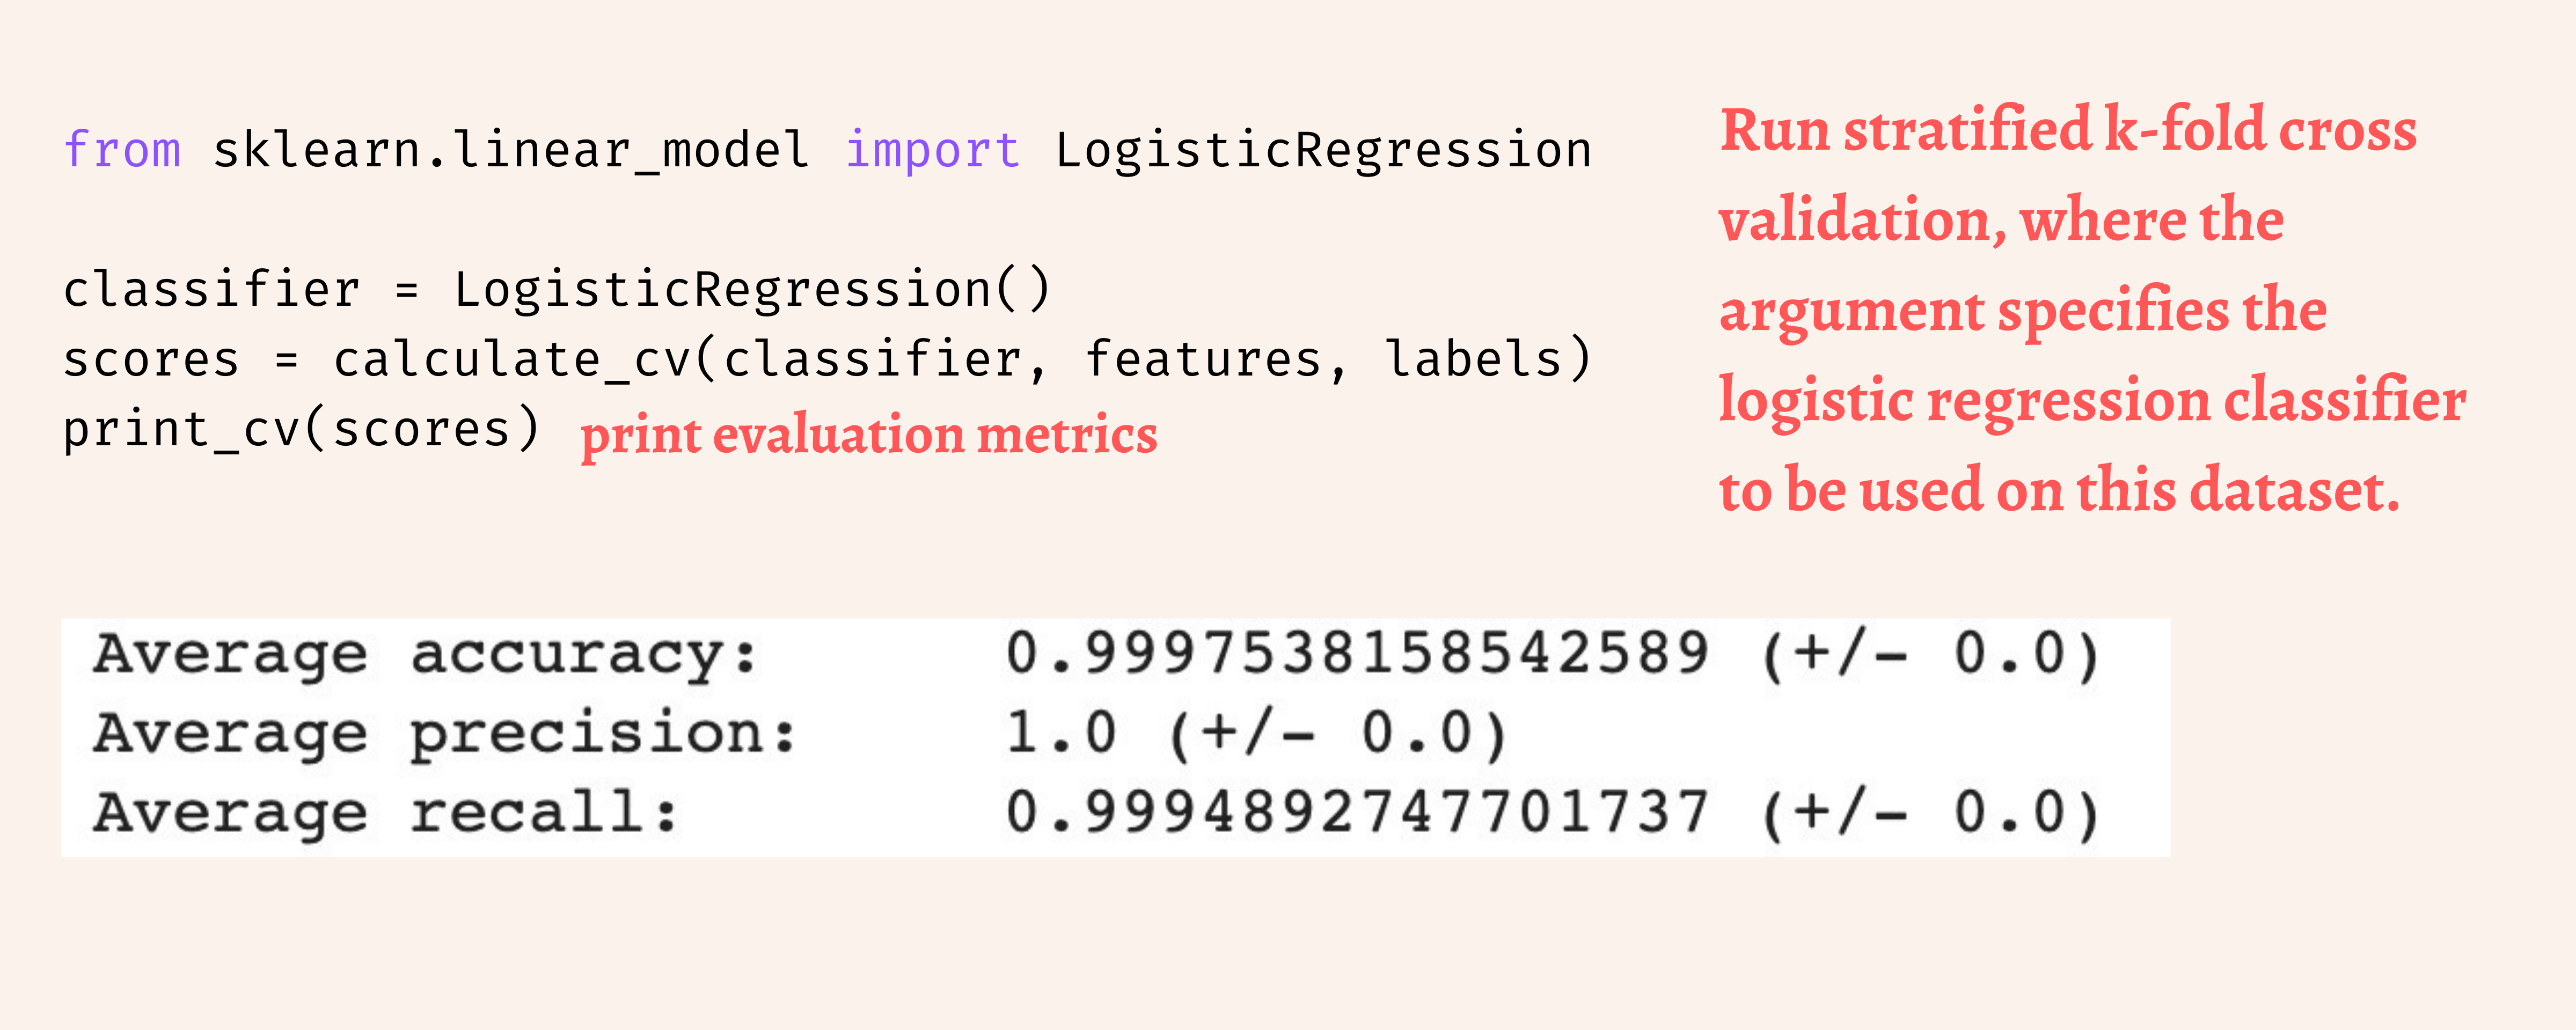 from sklearn.linear_model import LogisticRegression
classifier = LogisticRegression()
scores = calculate_cv(classifier, features, labels)
print_cv(scores) print evaluation metrics
Run stratified k-fold cross
validation, where the
argument specifies the
logistic regression classifier
to be used on this dataset.
Average accuracy: 0.9997538158542589 (+/- 0.0)
Average precision: 1.0 (+/- 0.0)
Average recall: 0.9994892747701737 (+/- 0.0)